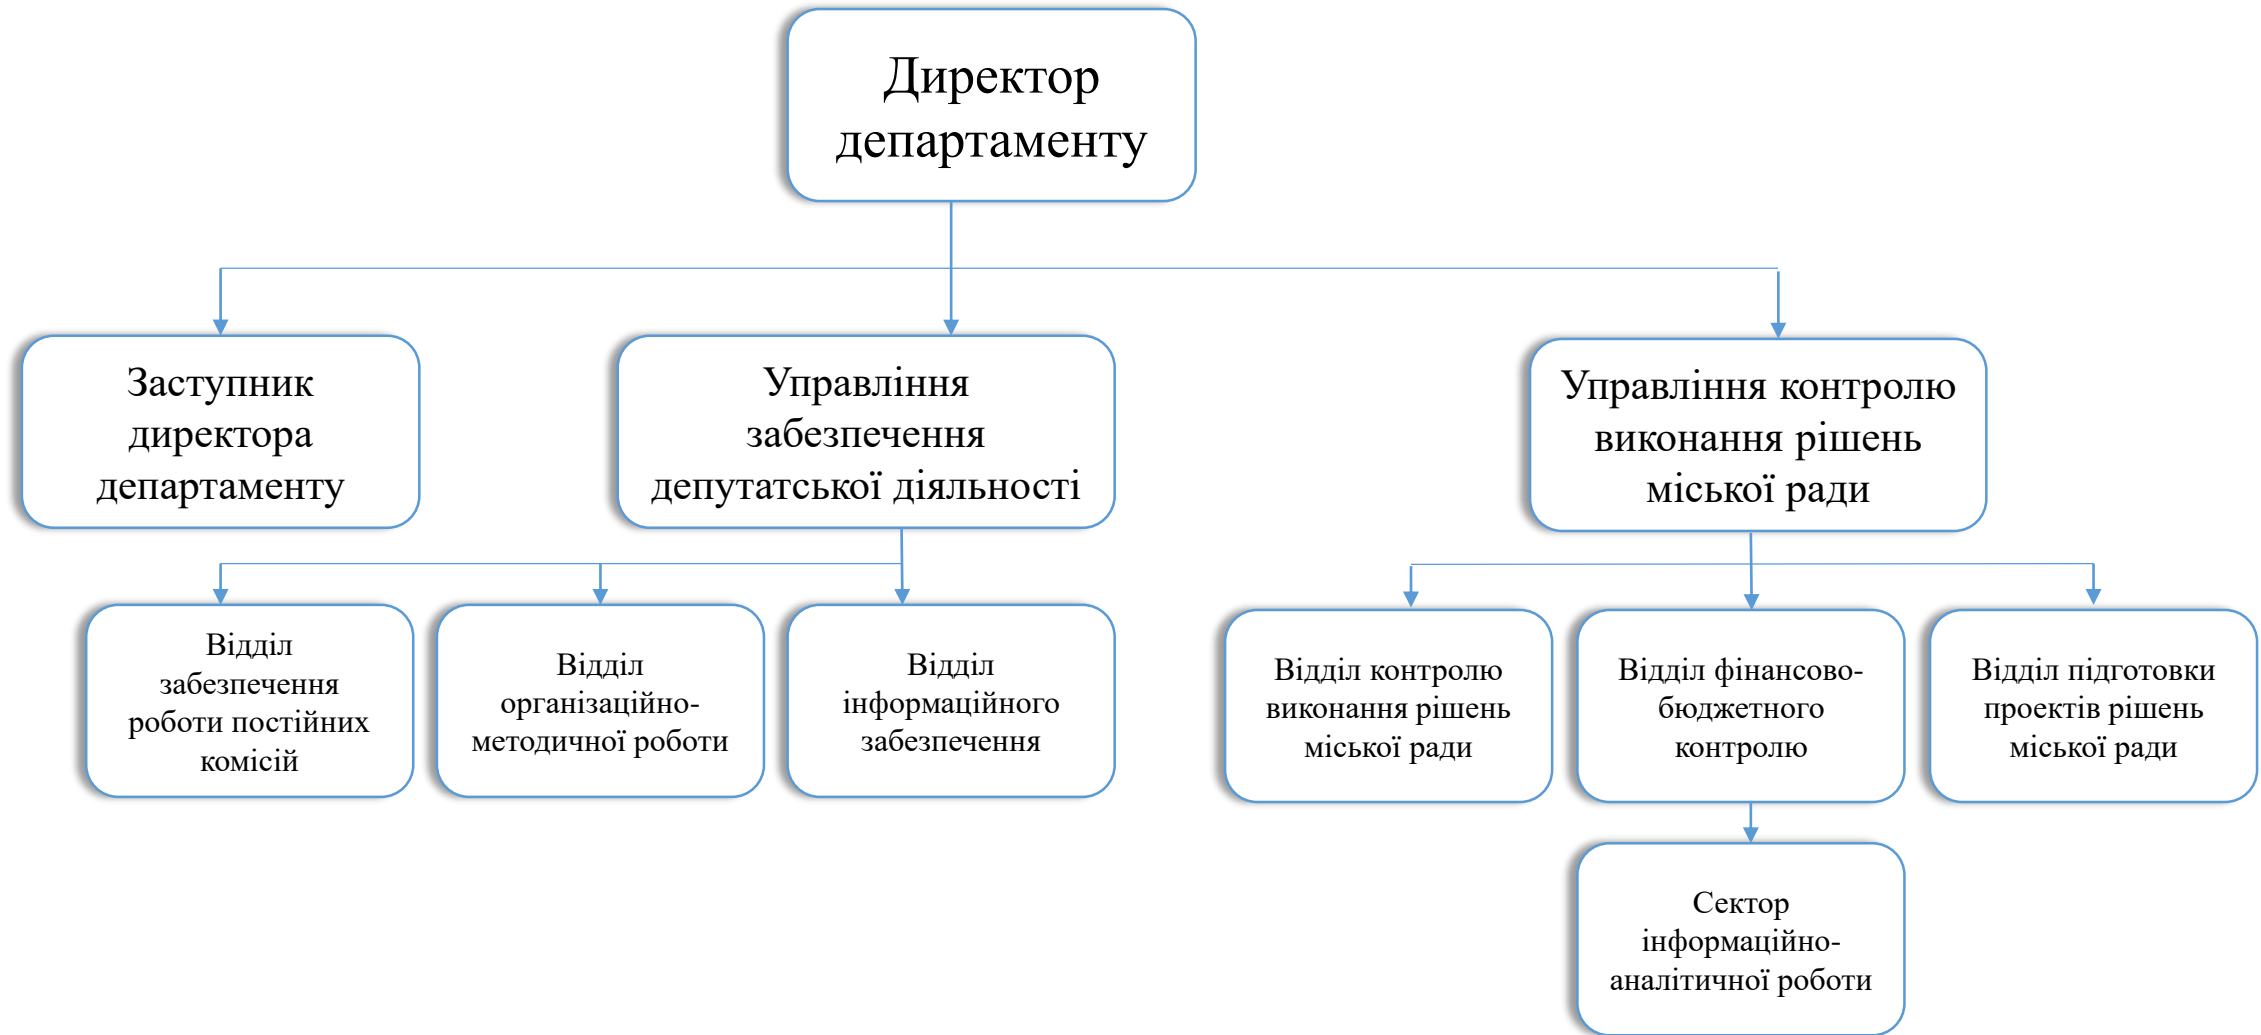 Директор
департаменту
Заступник
директора
департаменту
Управління
забезпечення
депутатської діяльності
Управління контролю
виконання рішень
міської ради
Відділ
забезпечення
роботи постійних
комісій
Відділ
організаційно-
методичної роботи
Відділ
інформаційного
забезпечення
Відділ контролю
виконання рішень
міської ради
Відділ фінансово-
бюджетного
контролю
Відділ підготовки
проектів рішень
міської ради
Сектор
інформаційно-
аналітичної роботи